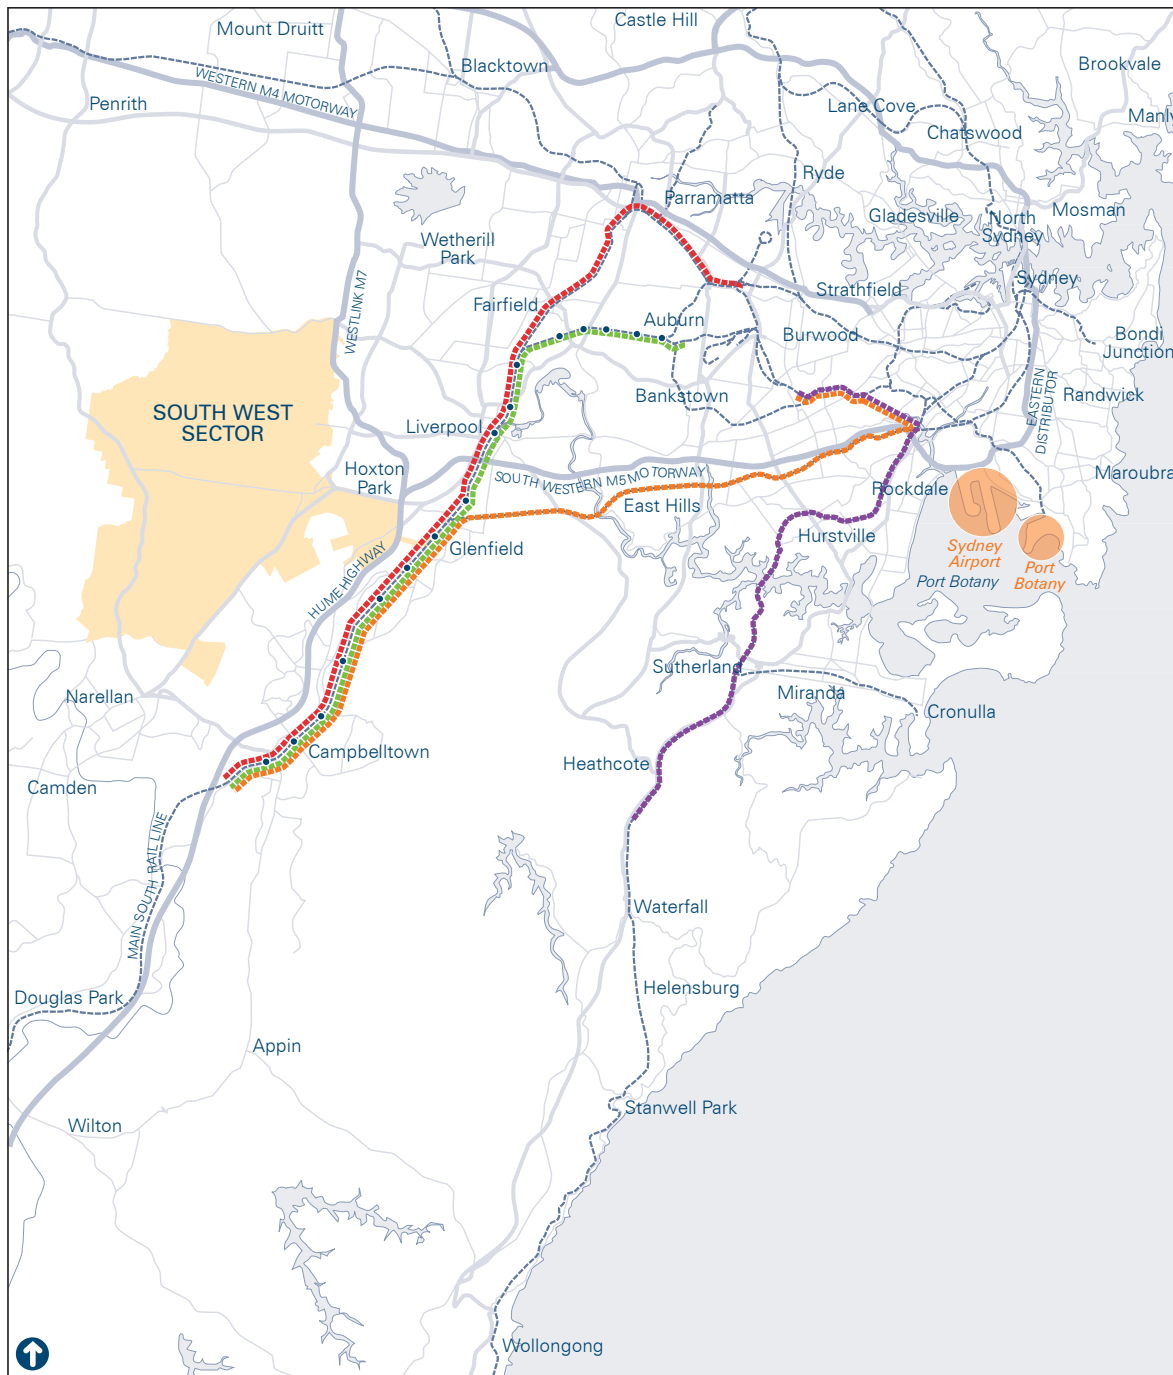 Castle Hill
Mount Druitt
Brookvale
Blacktown
WESTERN M4 MOTORWAY
Penrith
Lane Cove
Manly
Chatswood
Ryde
Parramatta
Gladesville
North
Sydney
Mosman
Wetherill
Park
Sydney
WESTLINK M7
Strathfield
Fairfield
Auburn
Burwood
Bondi
Junction
EASTERN
DISTRIBUTOR
Bankstown
Randwick
SOUTH WEST
SECTOR
Liverpool
Hoxton
Park
SOUTH WESTERN M5 MOTORWAY
Maroubra
Rockdale
East Hills
Hurstville
Glenfield
Sydney
Airport
Port Botany
Port
Botany
HUME HIGHWAY
Sutherland
Narellan
Miranda
Cronulla
Campbelltown
Heathcote
Camden
MAIN SOUTH RAIL LINE
Waterfall
Helensburg
Douglas Park
Appin
Stanwell Park
Wilton
Wollongong